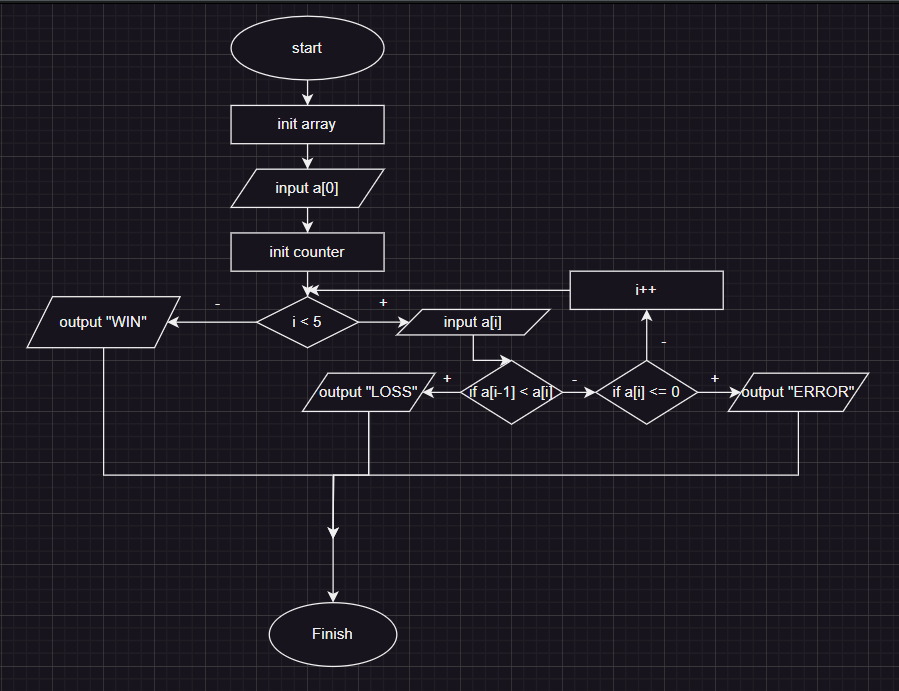 start
init array
input a[0]
init counter
i++
-
+
output "WIN"
i < 5
input a[i]
-
+
-
+
output "LOSS"
if a[i-1] < a[i]
if a[i] <= 0
output "ERROR"
Finish